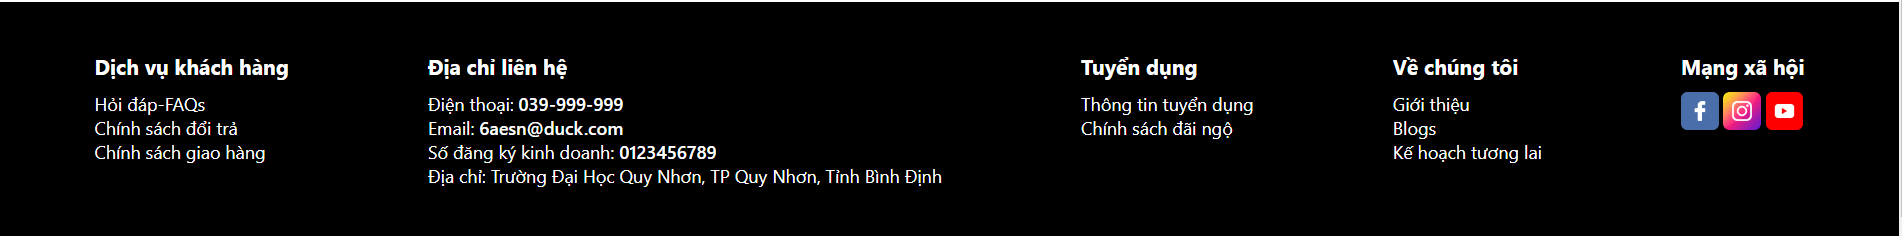 Dịch vụ khách hàng
Hỏi đáp-FAQs
Chính sách đổi trả
Chính sách giao hàng
Địa chỉ liên hệ
Điện thoại: 039-999-999
Email: 6aesn@duck.com
Số đăng ký kinh doanh: 0123456789
Địa chỉ: Trường Đại Học Quy Nhơn, TP Quy Nhơn, Tỉnh Bình Định
Tuyển dụng
Thông tin tuyển dụng
Chính sách đãi ngộ
Về chúng tôi
Giới thiệu
Blogs
Kế hoạch tương lai
Mạng xã hội